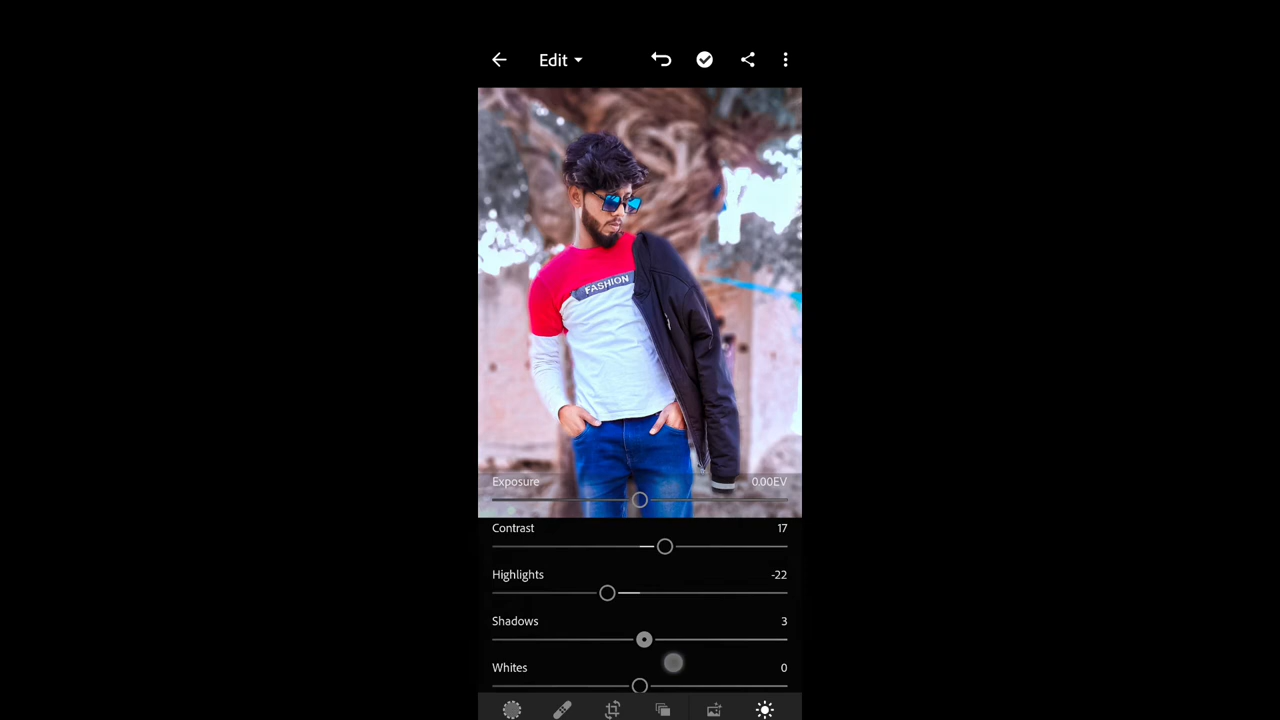 Edit
FASHION
Exposure 0.00EV
Contrast 17
Highlights -22
Shadows 3
Whites 0